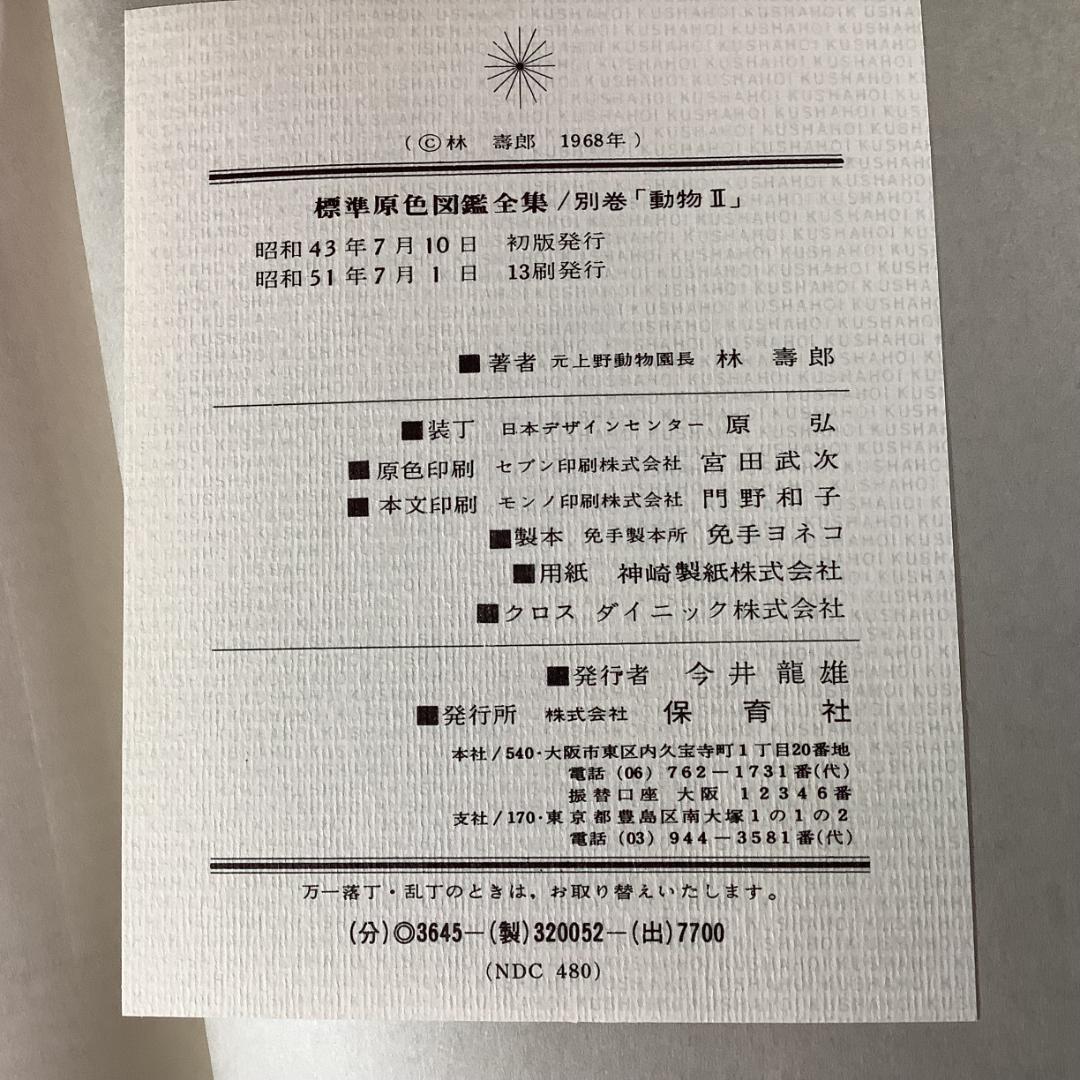 (©林 壽郎 1968年)
標準原色図鑑全集/別巻「動物Ⅱ」
昭和43年7月10日 初版発行
昭和51年7月1日 13刷発行
■著者 元上野動物園長 林 壽郎
■装丁 日本デザインセンター 原 弘
■原色印刷 セブン印刷株式会社 宮田武次
■本文印刷 モンノ印刷株式会社 門野和子
■製本 免手製本所 免手ヨネコ
■用紙 神崎製紙株式会社
■クロス ダイニック株式会社
■発行者 今井龍雄
■発行所 株式会社 保育社
本社/540・大阪市東区内久宝寺町1丁目20番地
電話(06)762-1731番(代)
振替口座 大阪 12346番
支社/170・東京都豊島区南大塚1の1の2
電話(03)944-3581番(代)
万一落丁・乱丁のときは,お取り替えいたします。
(分)◎3645-(製)320052-(出)7700
(NDC 480)